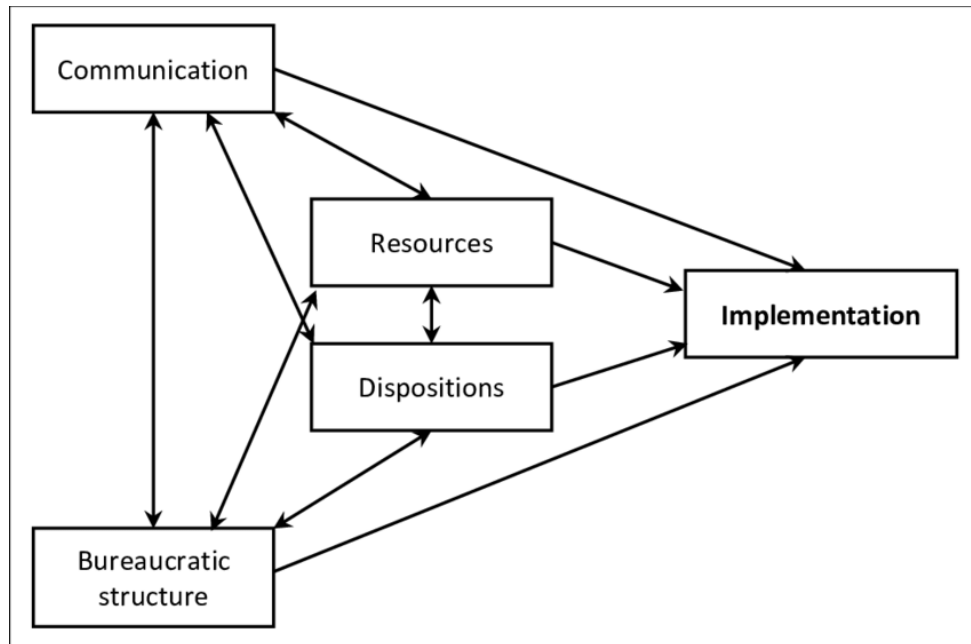 Communication
Resources
Implementation
Dispositions
Bureaucratic
structure